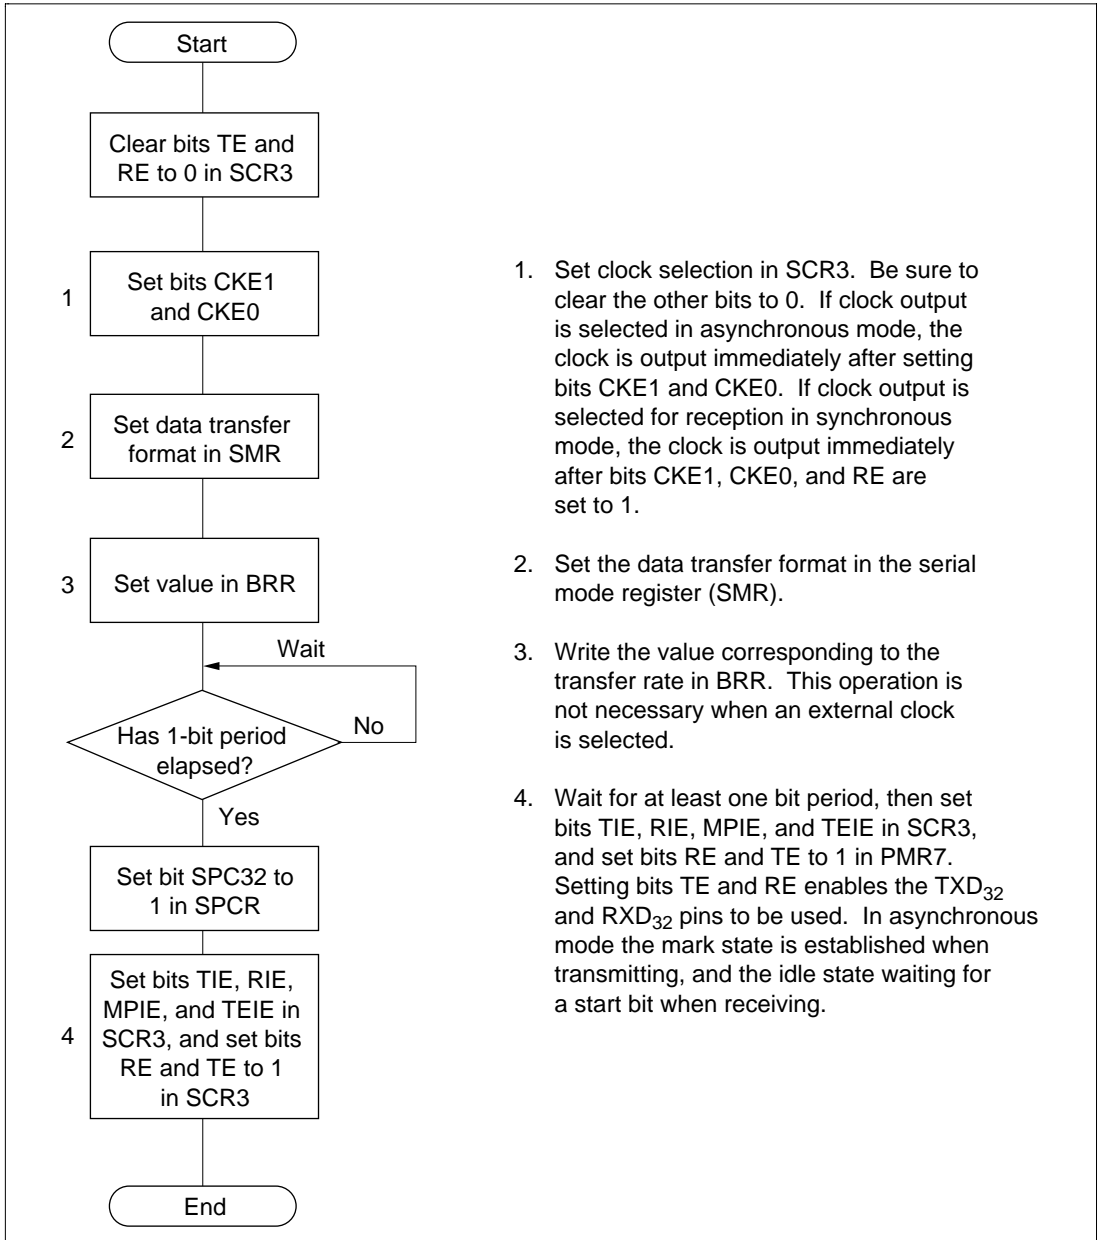 Start
Clear bits TE and
RE to 0 in SCR3
1
Set bits CKE1
and CKE0
2
Set data transfer
format in SMR
3
Set value in BRR
Wait
Has 1-bit period
elapsed?
No
Yes
Set bit SPC32 to
1 in SPCR
4
Set bits TIE, RIE,
MPIE, and TEIE in
SCR3, and set bits
RE and TE to 1
in SCR3
End
1. Set clock selection in SCR3. Be sure to
clear the other bits to 0. If clock output
is selected in asynchronous mode, the
clock is output immediately after setting
bits CKE1 and CKE0. If clock output is
selected for reception in synchronous
mode, the clock is output immediately
after bits CKE1, CKE0, and RE are
set to 1.
2. Set the data transfer format in the serial
mode register (SMR).
3. Write the value corresponding to the
transfer rate in BRR. This operation is
not necessary when an external clock
is selected.
4. Wait for at least one bit period, then set
bits TIE, RIE, MPIE, and TEIE in SCR3,
and set bits RE and TE to 1 in PMR7.
Setting bits TE and RE enables the TXD32
and RXD32 pins to be used. In asynchronous
mode the mark state is established when
transmitting, and the idle state waiting for
a start bit when receiving.